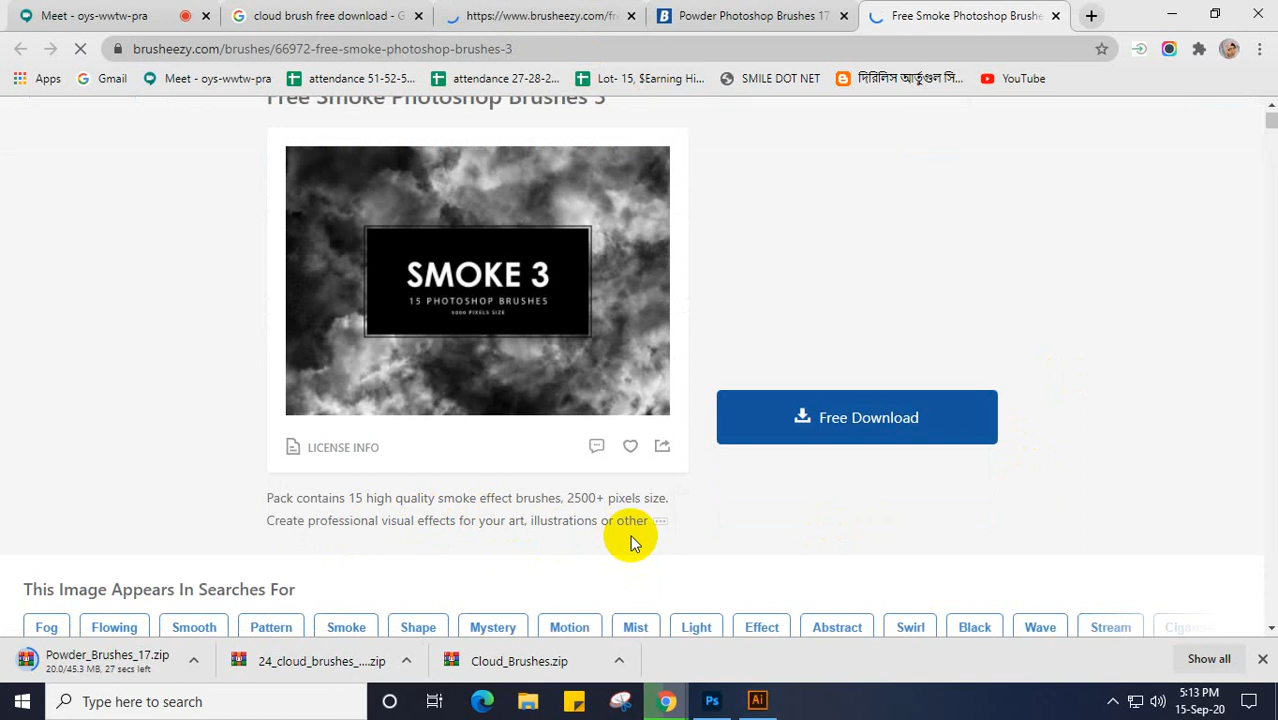 Meet - oys-wwtw-pra
cloud brush free download - G
https://www.brusheezy.com/fre
Powder Photoshop Brushes 17
Free Smoke Photoshop Brushe
brusheezy.com/brushes/66972-free-smoke-photoshop-brushes-3
Apps
Gmail
Meet - oys-wwtw-pra
attendance 51-52-5...
attendance 27-28-2...
Lot- 15, $Earning Hi...
SMILE DOT NET
দিরিলিস আর্তুগুল সি...
YouTube
Free Smoke Photoshop Brushes 3
SMOKE 3
15 PHOTOSHOP BRUSHES
5000 PIXELS SIZE
Free Download
LICENSE INFO
Pack contains 15 high quality smoke effect brushes, 2500+ pixels size.
Create professional visual effects for your art, illustrations or other ...
This Image Appears In Searches For
Fog
Flowing
Smooth
Pattern
Smoke
Shape
Mystery
Motion
Mist
Light
Effect
Abstract
Swirl
Black
Wave
Stream
Powder_Brushes_17.zip
20.0/45.3 MB, 27 secs left
24_cloud_brushes_....zip
Cloud_Brushes.zip
Show all
Type here to search
Ps
Ai
5:13 PM
15-Sep-20